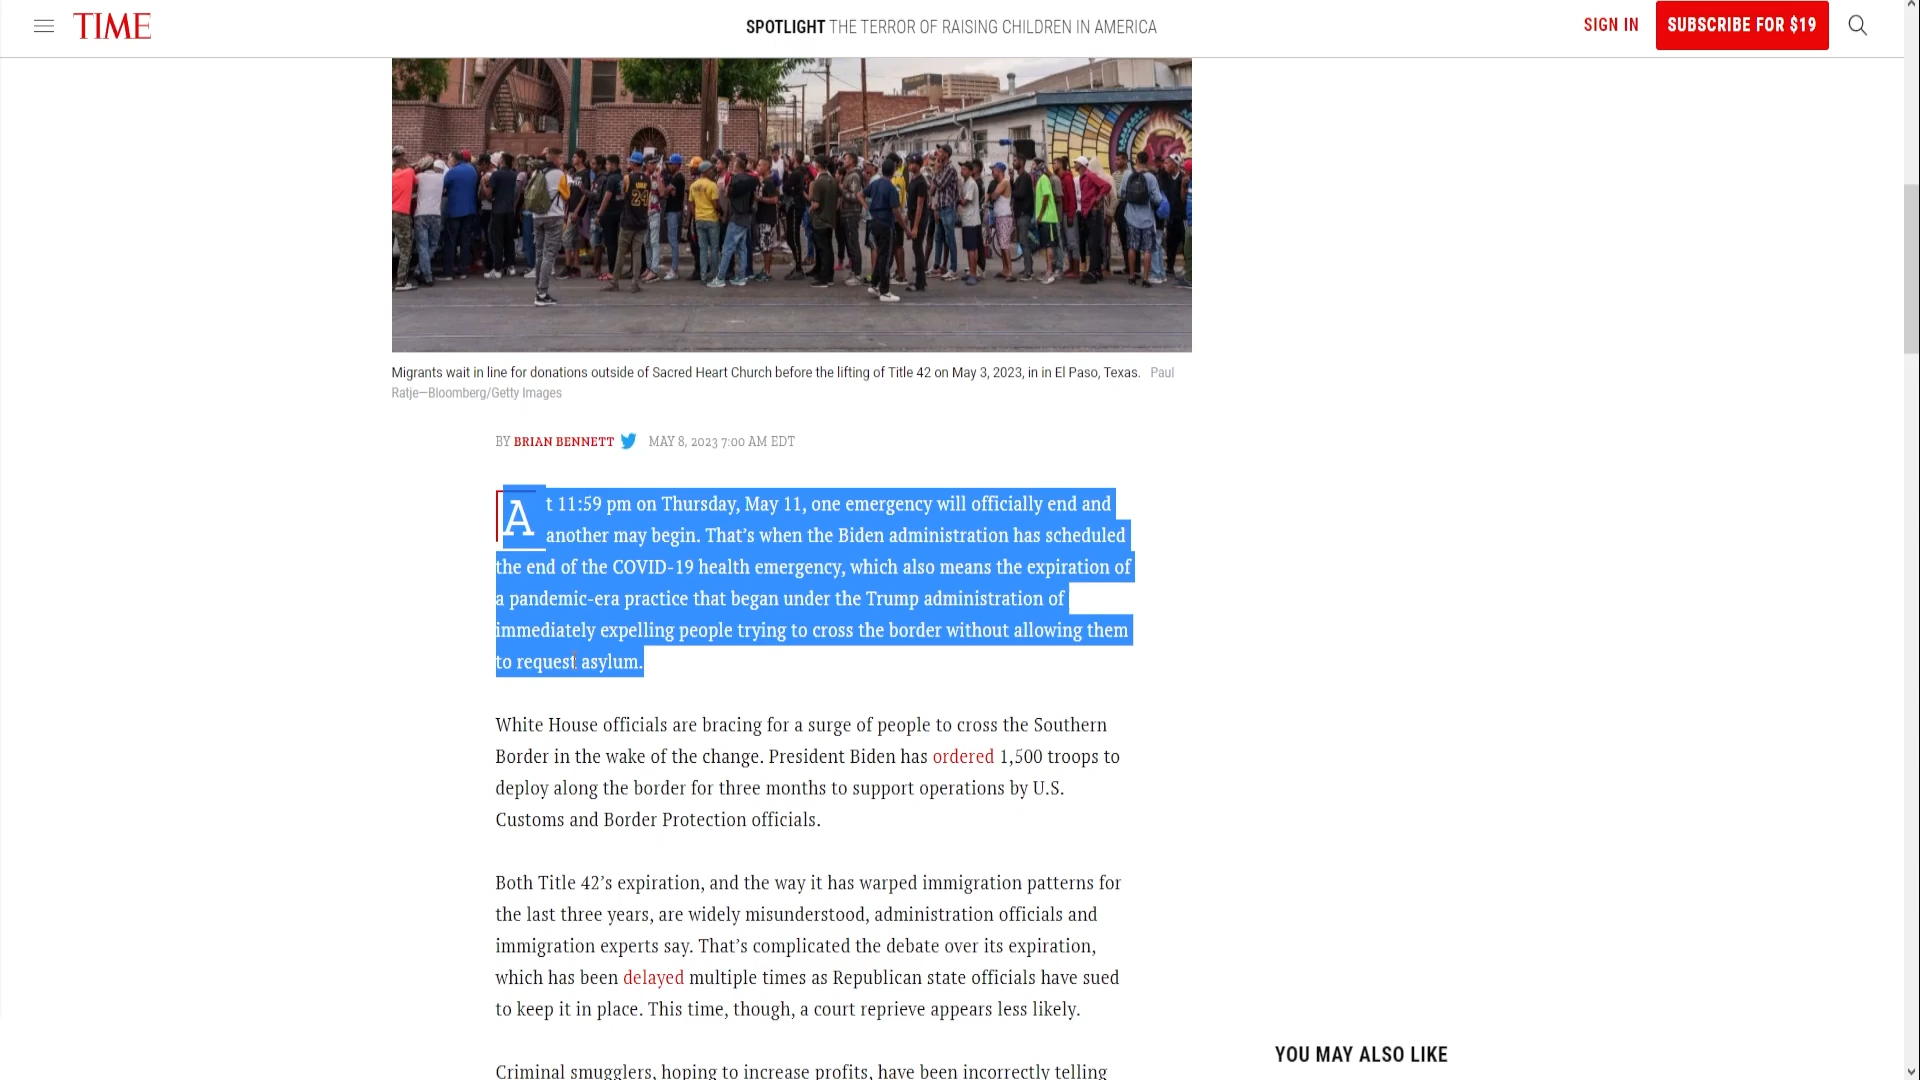 TIME
SPOTLIGHT THE TERROR OF RAISING CHILDREN IN AMERICA
SIGN IN
SUBSCRIBE FOR $19
Migrants wait in line for donations outside of Sacred Heart Church before the lifting of Title 42 on May 3, 2023, in in El Paso, Texas. Paul
Ratje—Bloomberg/Getty Images
BY BRIAN BENNETT MAY 8, 2023 7:00 AM EDT
At 11:59 pm on Thursday, May 11, one emergency will officially end and
another may begin. That’s when the Biden administration has scheduled
the end of the COVID-19 health emergency, which also means the expiration of
a pandemic-era practice that began under the Trump administration of
immediately expelling people trying to cross the border without allowing them
to request asylum.
White House officials are bracing for a surge of people to cross the Southern
Border in the wake of the change. President Biden has ordered 1,500 troops to
deploy along the border for three months to support operations by U.S.
Customs and Border Protection officials.
Both Title 42’s expiration, and the way it has warped immigration patterns for
the last three years, are widely misunderstood, administration officials and
immigration experts say. That’s complicated the debate over its expiration,
which has been delayed multiple times as Republican state officials have sued
to keep it in place. This time, though, a court reprieve appears less likely.
Criminal smugglers, hoping to increase profits, have been incorrectly telling
YOU MAY ALSO LIKE